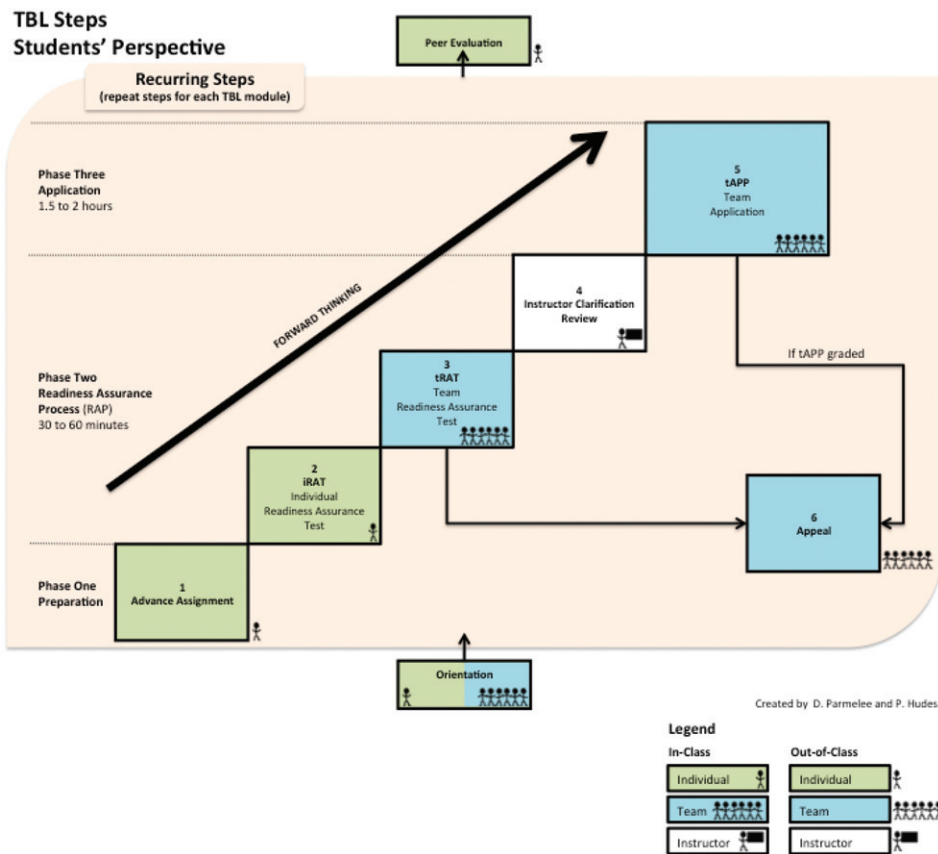 TBL Steps
Students' Perspective
Peer Evaluation
Recurring Steps
(repeat steps for each TBL module)
Phase Three
Application
1.5 to 2 hours
5
tAPP
Team
Application
FORWARD THINKING
4
Instructor Clarification
Review
If tAPP graded
Phase Two
Readiness Assurance
Process (RAP)
30 to 60 minutes
3
tRAT
Team
Readiness Assurance
Test
2
iRAT
Individual
Readiness Assurance
Test
6
Appeal
Phase One
Preparation
1
Advance Assignment
Orientation
Created by D. Parmelee and P. Hudes
Legend
In-Class
Out-of-Class
Individual
Individual
Team
Team
Instructor
Instructor